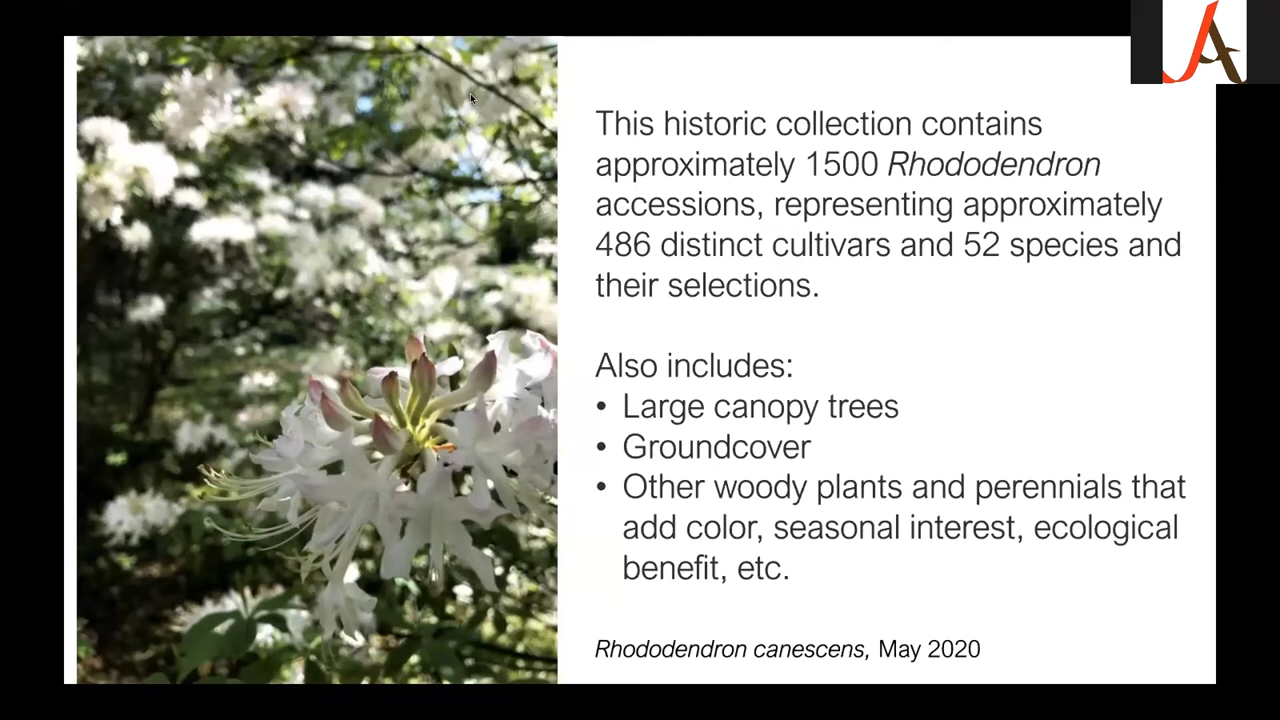 This historic collection contains
approximately 1500 Rhododendron
accessions, representing approximately
486 distinct cultivars and 52 species and
their selections.
Also includes:
• Large canopy trees
• Groundcover
• Other woody plants and perennials that
add color, seasonal interest, ecological
benefit, etc.
Rhododendron canescens, May 2020